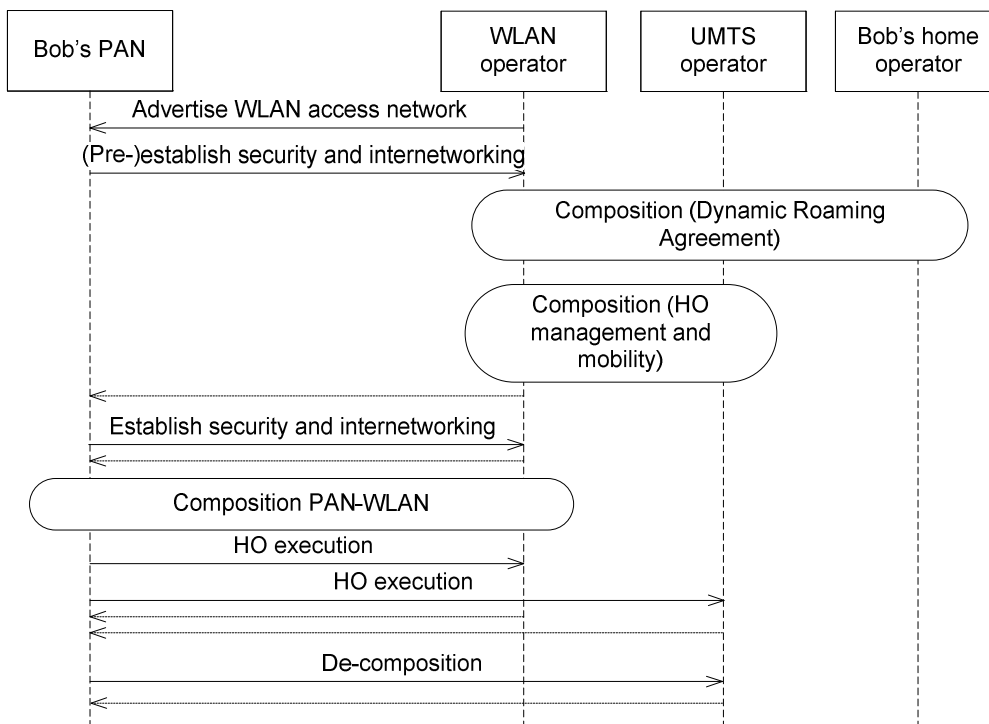 Bob's PAN
WLAN
operator
UMTS
operator
Bob's home
operator
Advertise WLAN access network
(Pre-)establish security and internetworking
Composition (Dynamic Roaming
Agreement)
Composition (HO
management and
mobility)
Establish security and internetworking
Composition PAN-WLAN
HO execution
HO execution
De-composition